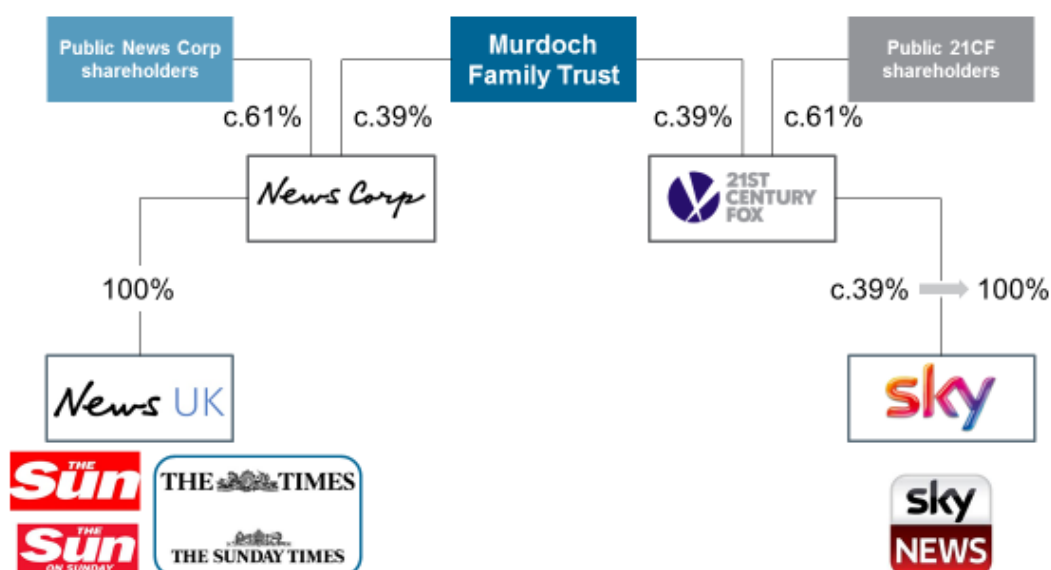 Public News Corp
shareholders
Murdoch
Family Trust
Public 21CF
shareholders
c.61%
c.39%
c.39%
c.61%
News Corp
21ST
CENTURY
FOX
100%
c.39%
100%
News UK
sky
THE
Sun
THE TIMES
sky
NEWS
THE
Sun
ON SUNDAY
THE SUNDAY TIMES